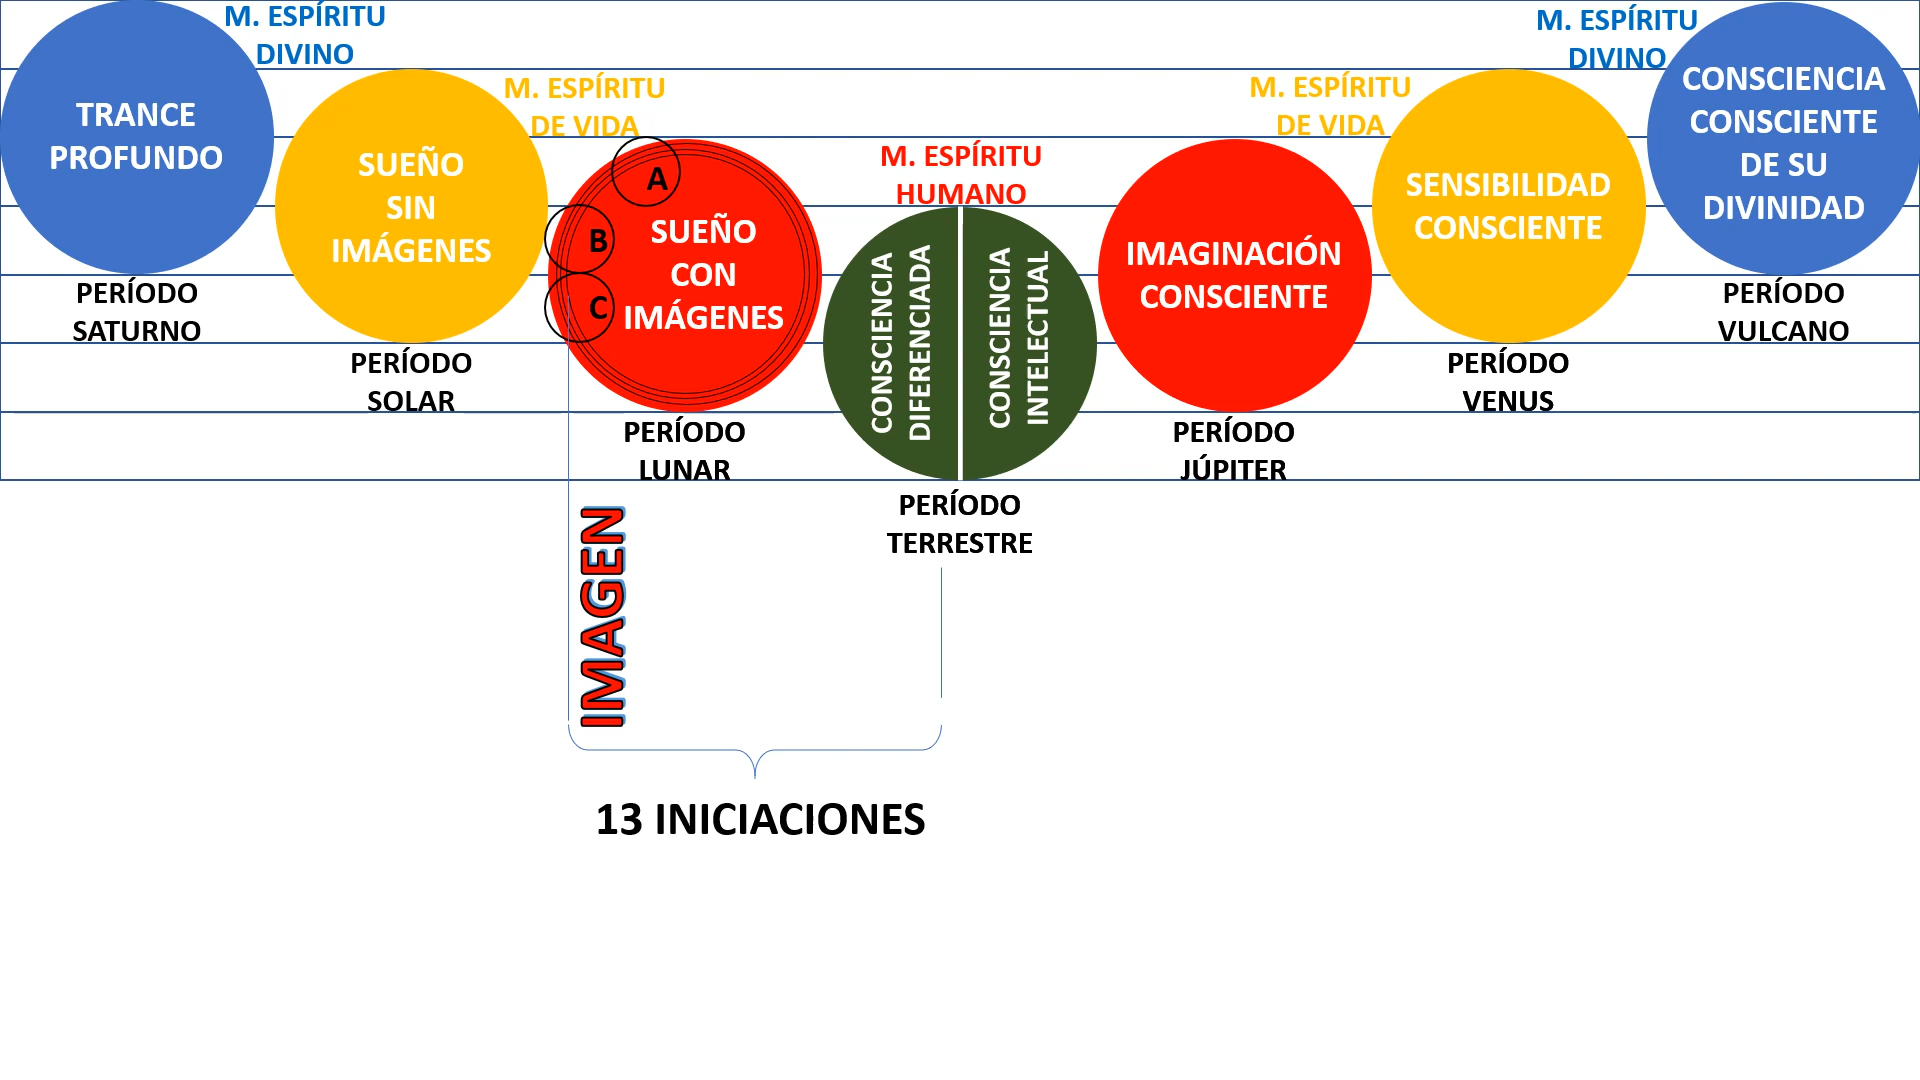 M. ESPÍRITU
DIVINO
TRANCE
PROFUNDO
PERÍODO
SATURNO
M. ESPÍRITU
DE VIDA
SUEÑO
SIN
IMÁGENES
PERÍODO
SOLAR
A
B
C
SUEÑO
CON
IMÁGENES
PERÍODO
LUNAR
M. ESPÍRITU
HUMANO
CONSCIENCIA
DIFERENCIADA
CONSCIENCIA
INTELECTUAL
PERÍODO
TERRESTRE
IMAGINACIÓN
CONSCIENTE
PERÍODO
JÚPITER
M. ESPÍRITU
DE VIDA
SENSIBILIDAD
CONSCIENTE
PERÍODO
VENUS
M. ESPÍRITU
DIVINO
CONSCIENCIA
CONSCIENTE
DE SU
DIVINIDAD
PERÍODO
VULCANO
IMAGEN
13 INICIACIONES